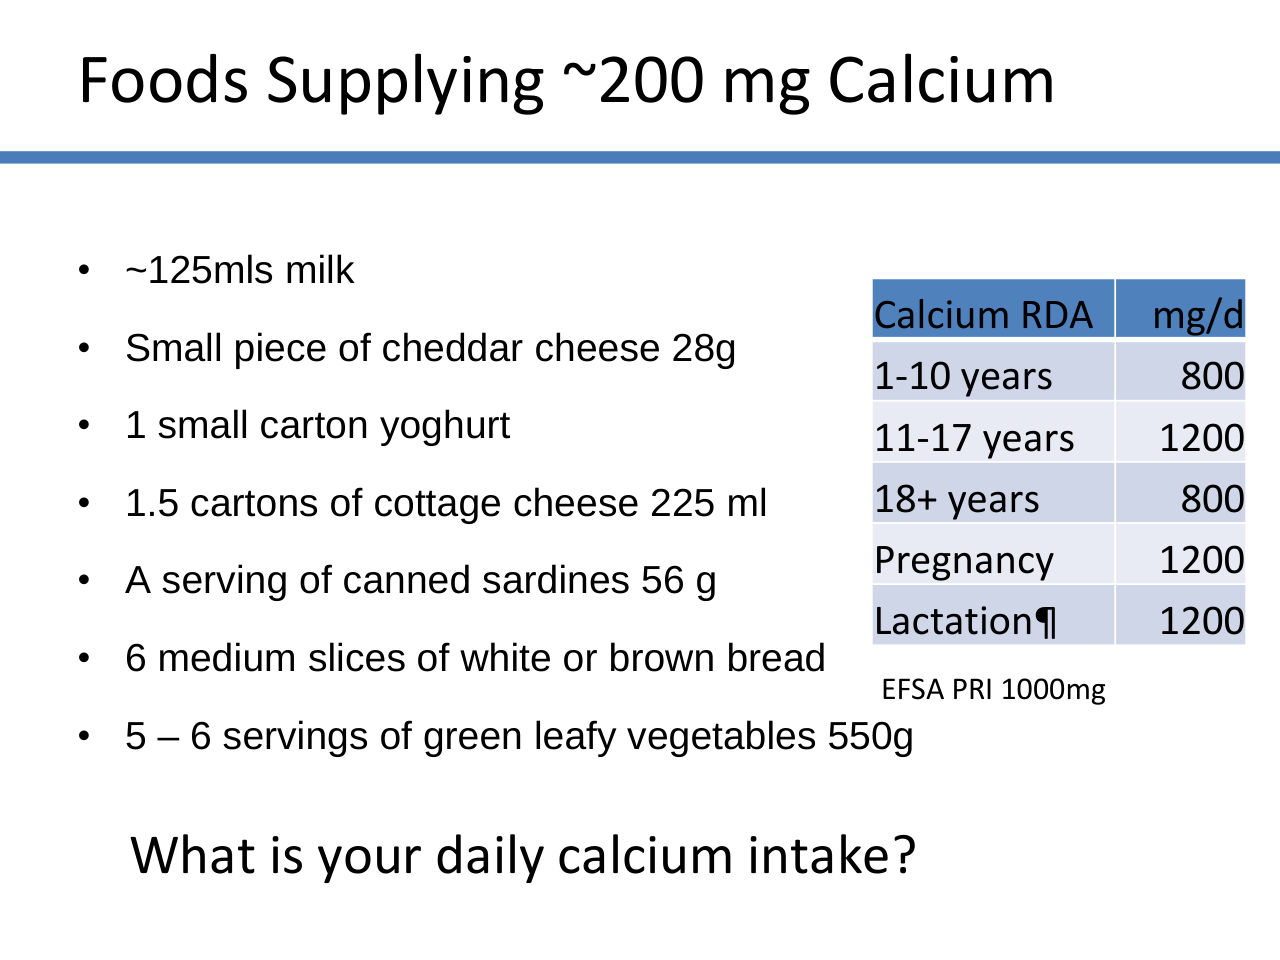 Foods Supplying ~200 mg Calcium
• ~125mls milk
• Small piece of cheddar cheese 28g
• 1 small carton yoghurt
• 1.5 cartons of cottage cheese 225 ml
• A serving of canned sardines 56 g
• 6 medium slices of white or brown bread
• 5 – 6 servings of green leafy vegetables 550g
Calcium RDA mg/d
1-10 years 800
11-17 years 1200
18+ years 800
Pregnancy 1200
Lactation¶ 1200
EFSA PRI 1000mg
What is your daily calcium intake?